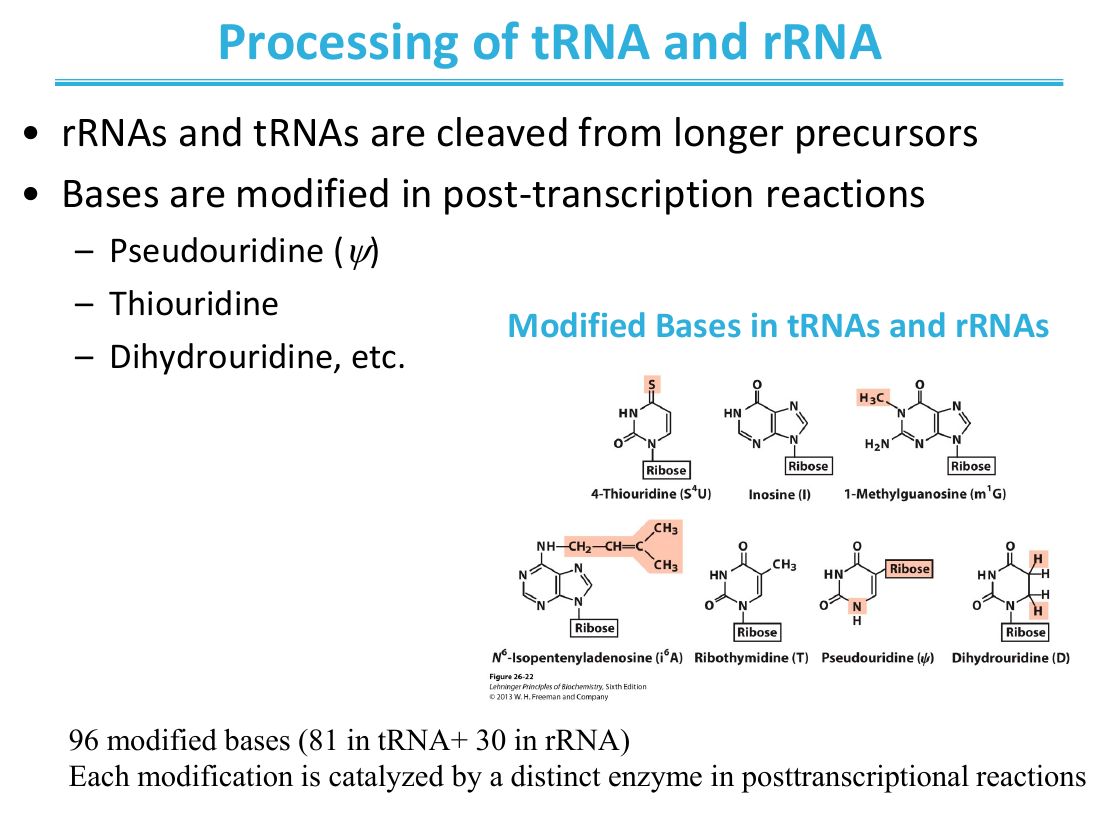 Processing of tRNA and rRNA
• rRNAs and tRNAs are cleaved from longer precursors
• Bases are modified in post-transcription reactions
– Pseudouridine (ψ)
– Thiouridine
– Dihydrouridine, etc.
Modified Bases in tRNAs and rRNAs
S
HN
O
N
Ribose
4-Thiouridine (S⁴U)
O
HN
N
N
N
Ribose
Inosine (I)
H₃C
O
N
N
H₂N
N
N
Ribose
1-Methylguanosine (m¹G)
NH—CH₂—CH=C
CH₃
CH₃
N
N
N
N
Ribose
N⁶-Isopentenyladenosine (i⁶A)
O
HN
CH₃
O
N
Ribose
Ribothymidine (T)
O
HN
Ribose
O
N
H
Pseudouridine (ψ)
O
H
HN
H
H
O
N
H
Ribose
Dihydrouridine (D)
Figure 26-22
Lehninger Principles of Biochemistry, Sixth Edition
© 2013 W. H. Freeman and Company
96 modified bases (81 in tRNA+ 30 in rRNA)
Each modification is catalyzed by a distinct enzyme in posttranscriptional reactions